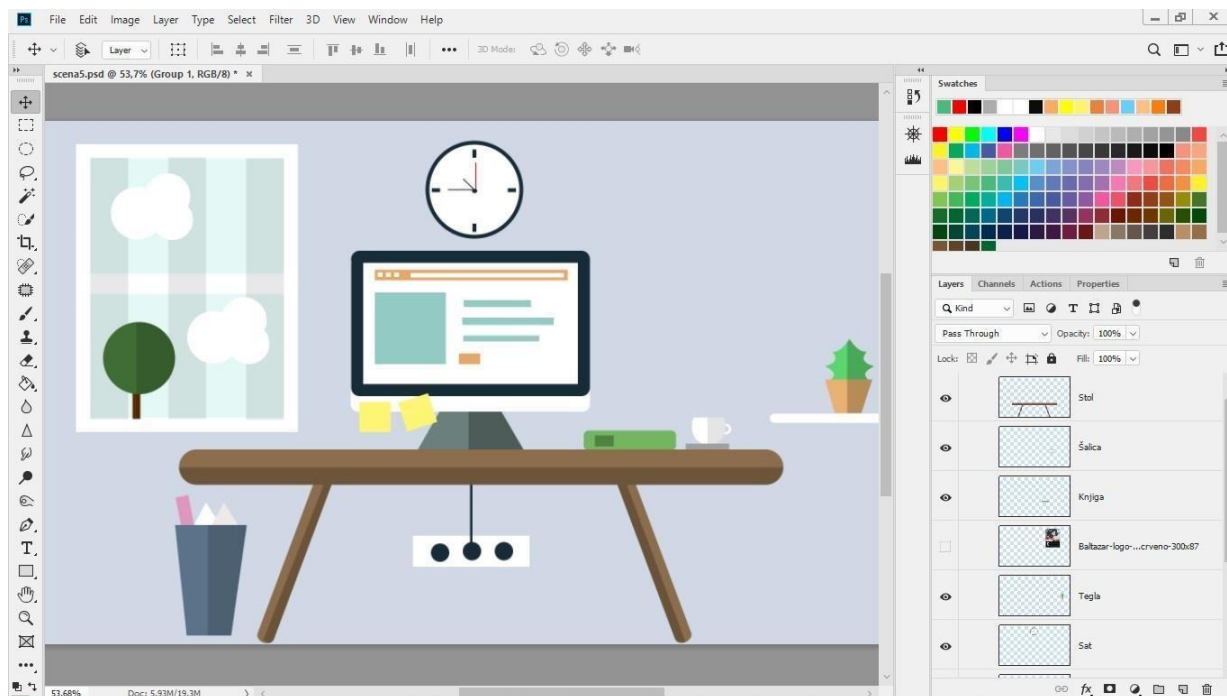 Ps File Edit Image Layer Type Select Filter 3D View Window Help
Layer 3D Mode:
scena5.psd @ 53,7% (Group 1, RGB/8) * ×
Swatches
Layers Channels Actions Properties
Kind
Pass Through Opacity: 100%
Lock: Fill: 100%
Stol
Šalica
Knjiga
Baltazar-logo-...crveno-300x87
Tegla
Sat
fx
53.68% Doc: 5.93M/19.3M